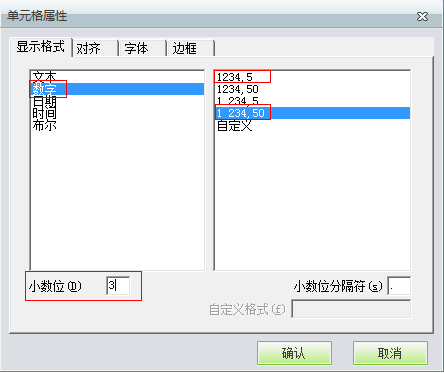 单元格属性
显示格式 对齐 字体 边框
文本
数字
日期
时间
布尔
1234,5
1234,50
1 234,5
1 234,50
自定义
小数位(D) 3
小数位分隔符(s) .
自定义格式(f)
确认 取消